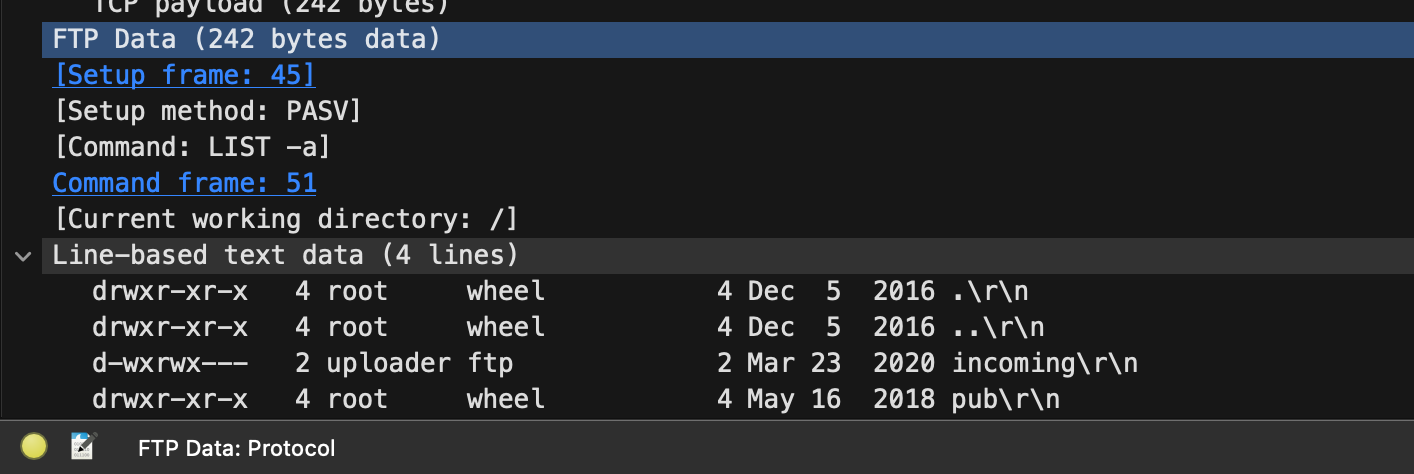 TCP payload (242 bytes)
FTP Data (242 bytes data)
[Setup frame: 45]
[Setup method: PASV]
[Command: LIST -a]
Command frame: 51
[Current working directory: /]
Line-based text data (4 lines)
drwxr-xr-x   4 root     wheel           4 Dec  5  2016 .\r\n
drwxr-xr-x   4 root     wheel           4 Dec  5  2016 ..\r\n
d-wxrwx---   2 uploader ftp             2 Mar 23  2020 incoming\r\n
drwxr-xr-x   4 root     wheel           4 May 16  2018 pub\r\n
FTP Data: Protocol